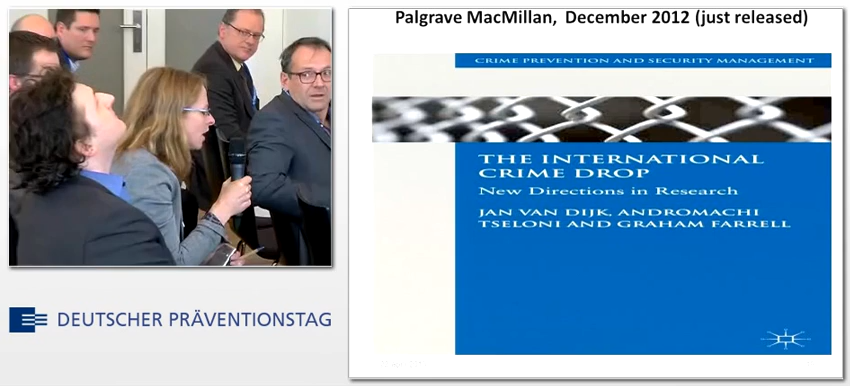 Palgrave MacMillan, December 2012 (just released)
CRIME PREVENTION AND SECURITY MANAGEMENT
THE INTERNATIONAL
CRIME DROP
New Directions in Research
JAN VAN DIJK, ANDROMACHI
TSELONI AND GRAHAM FARRELL
DEUTSCHER PRÄVENTIONSTAG